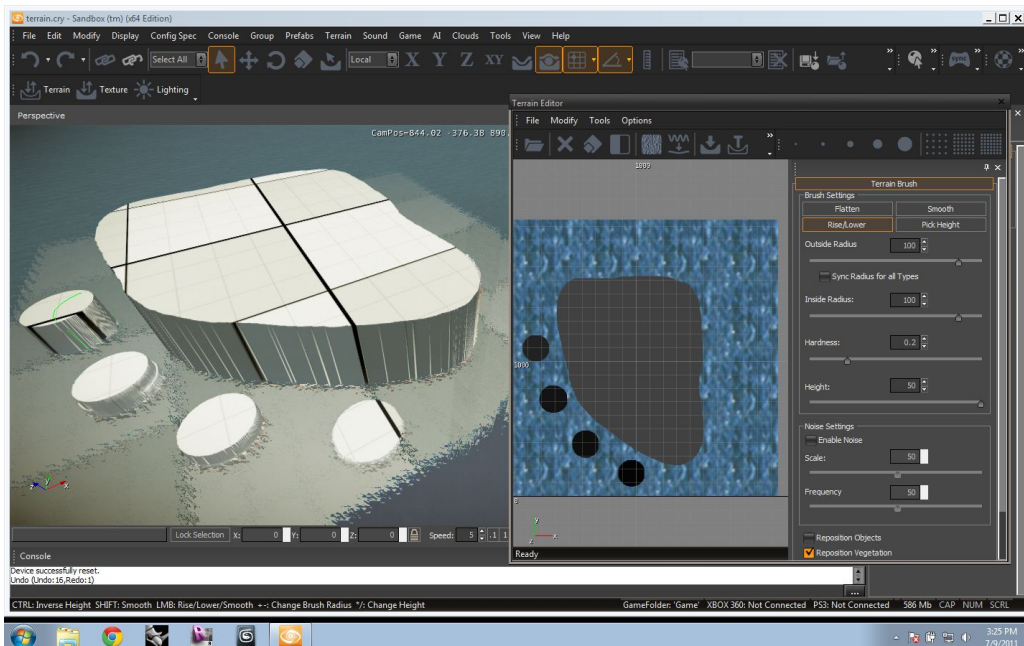 terrain.cry - Sandbox (tm) (x64 Edition)
File Edit Modify Display Config Spec Console Group Prefabs Terrain Sound Game AI Clouds Tools View Help
Select All Local X Y Z XY
Terrain Texture Lighting
Perspective
CamPos=844.02 -376.38 890.
Terrain Editor
File Modify Tools Options
1809
1000
0
y
z x
y
z x
Ready
Terrain Brush
Brush Settings
Flatten Smooth
Rise/Lower Pick Height
Outside Radius 100
Sync Radius for all Types
Inside Radius: 100
Hardness: 0.2
Height: 50
Noise Settings
Enable Noise
Scale: 50
Frequency 50
Reposition Objects
Reposition Vegetation
Lock Selection X: 0 Y: 0 Z: 0 Speed: 5 .1 1
Console
Device successfully reset.
Undo (Undo:16,Redo:1)
...
CTRL: Inverse Height SHIFT: Smooth LMB: Rise/Lower/Smooth +-: Change Brush Radius */: Change Height GameFolder: 'Game' XBOX 360: Not Connected PS3: Not Connected 586 Mb CAP NUM SCRL
3:25 PM
7/9/2011